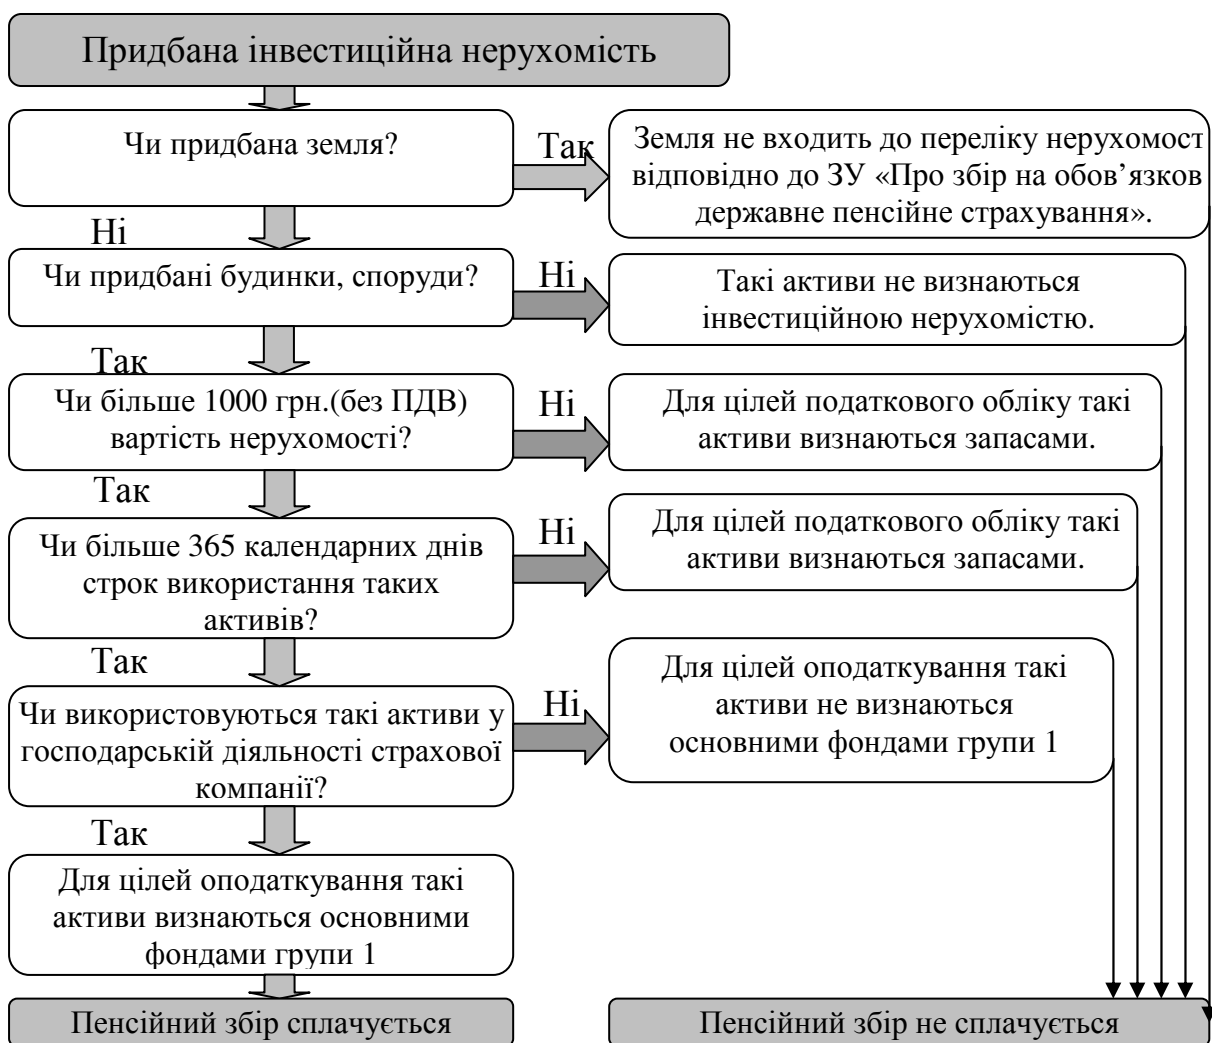 Придбана інвестиційна нерухомість
Чи придбана земля?
Так
Земля не входить до переліку нерухомост
відповідно до ЗУ «Про збір на обов’язков
державне пенсійне страхування».
Ні
Чи придбані будинки, споруди?
Ні
Такі активи не визнаються
інвестиційною нерухомістю.
Так
Чи більше 1000 грн.(без ПДВ)
вартість нерухомості?
Ні
Для цілей податкового обліку такі
активи визнаються запасами.
Так
Чи більше 365 календарних днів
строк використання таких
активів?
Ні
Для цілей податкового обліку такі
активи визнаються запасами.
Так
Чи використовуються такі активи у
господарській діяльності страхової
компанії?
Ні
Для цілей оподаткування такі
активи не визнаються
основними фондами групи 1
Так
Для цілей оподаткування такі
активи визнаються основними
фондами групи 1
Пенсійний збір сплачується
Пенсійний збір не сплачується